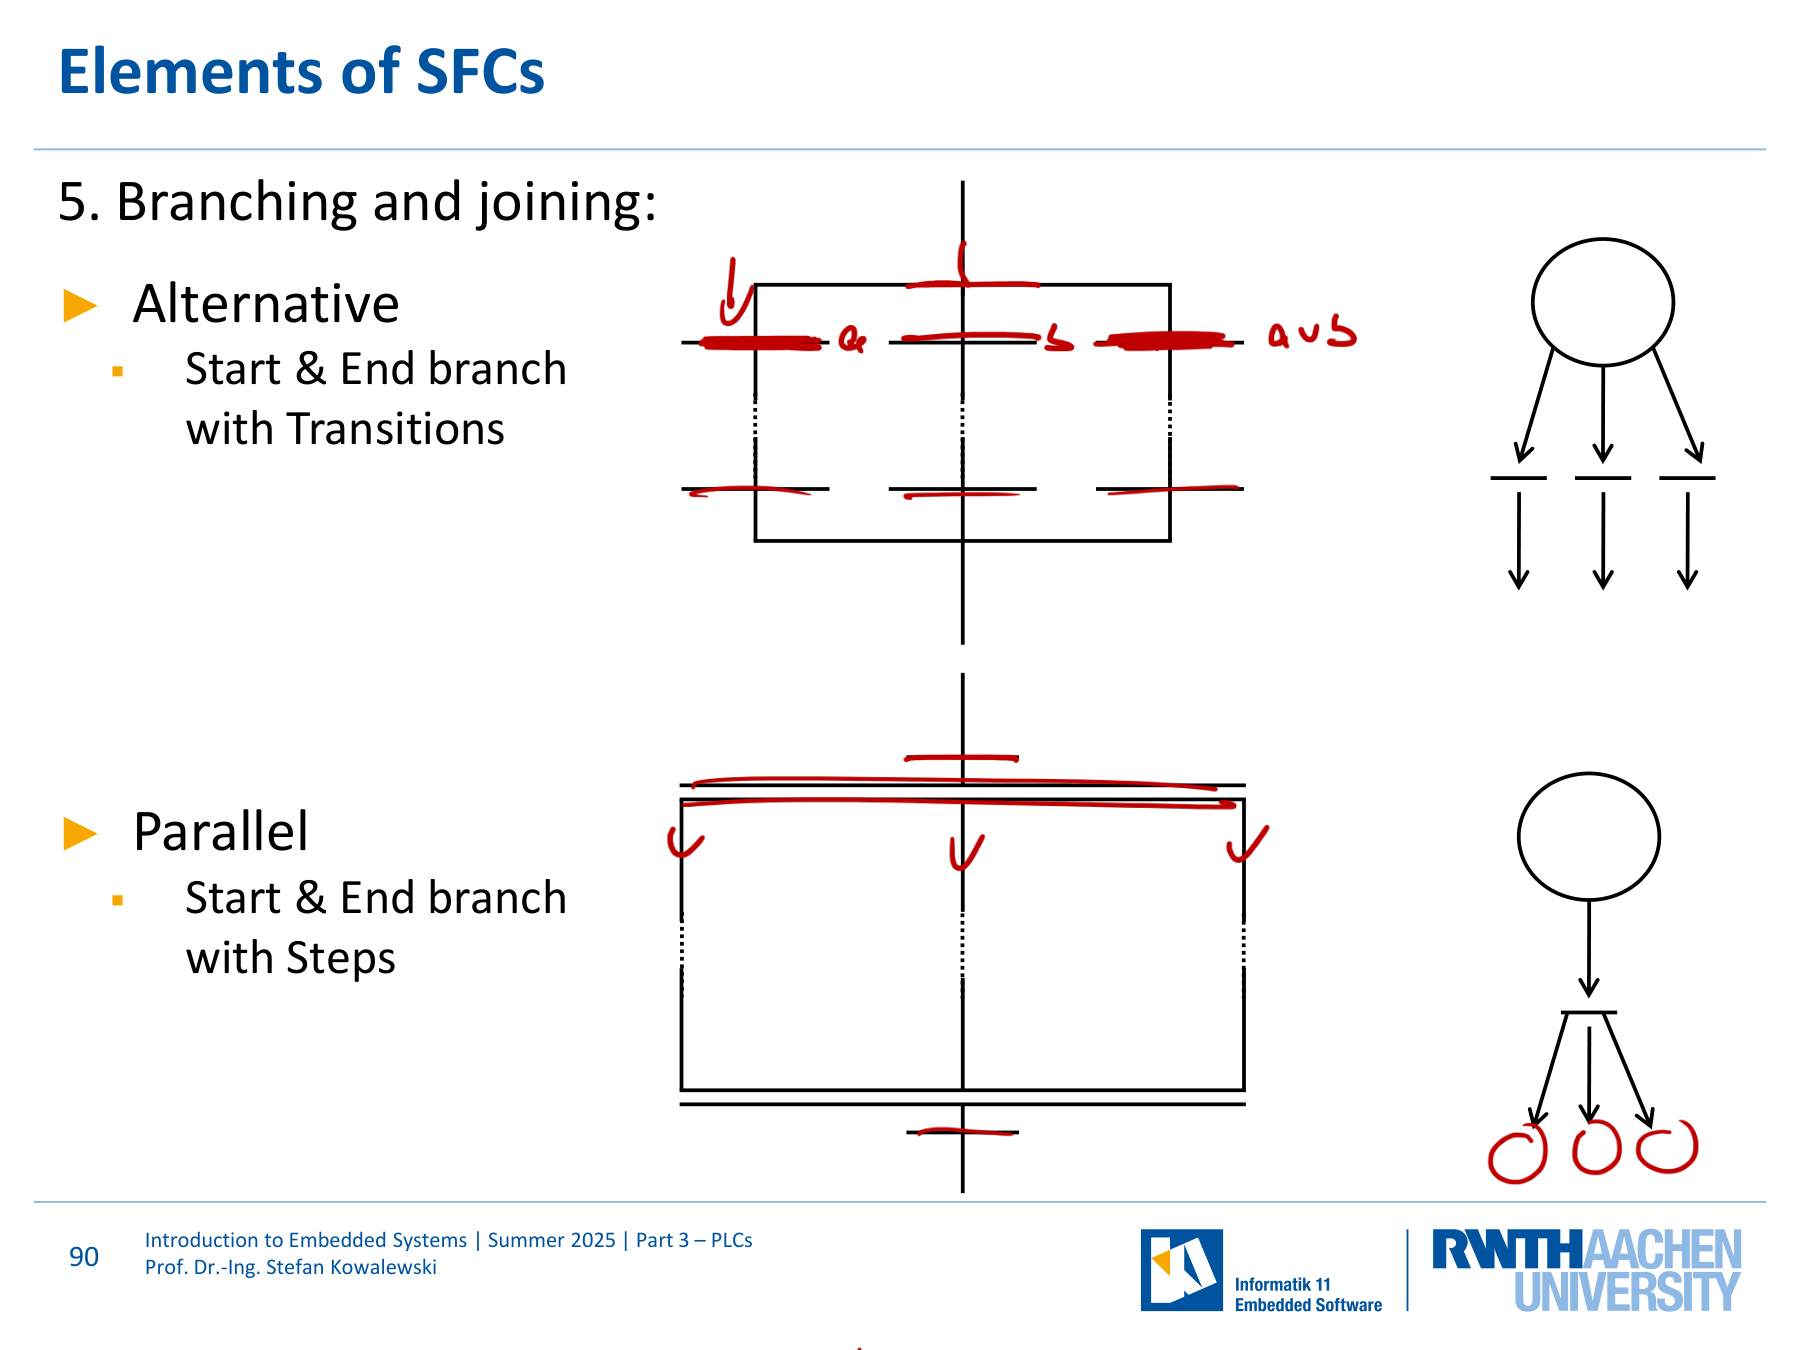 Elements of SFCs
5. Branching and joining:
► Alternative
▪ Start & End branch
with Transitions
a
b
a v b
► Parallel
▪ Start & End branch
with Steps
90
Introduction to Embedded Systems | Summer 2025 | Part 3 – PLCs
Prof. Dr.-Ing. Stefan Kowalewski
Informatik 11
Embedded Software
RWTH AACHEN
UNIVERSITY